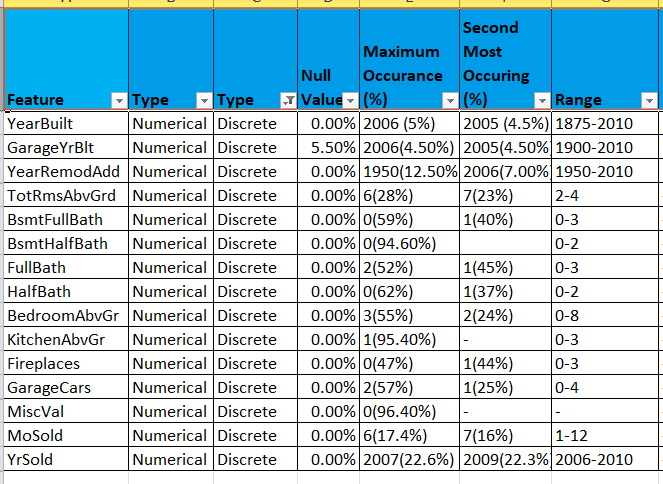 Feature Type Type Null Value Maximum Occurance (%) Second Most Occuring (%) Range
YearBuilt Numerical Discrete 0.00% 2006 (5%) 2005 (4.5%) 1875-2010
GarageYrBlt Numerical Discrete 5.50% 2006(4.50%) 2005(4.50% 1900-2010
YearRemodAdd Numerical Discrete 0.00% 1950(12.50% 2006(7.00% 1950-2010
TotRmsAbvGrd Numerical Discrete 0.00% 6(28%) 7(23%) 2-4
BsmtFullBath Numerical Discrete 0.00% 0(59%) 1(40%) 0-3
BsmtHalfBath Numerical Discrete 0.00% 0(94.60%) 0-2
FullBath Numerical Discrete 0.00% 2(52%) 1(45%) 0-3
HalfBath Numerical Discrete 0.00% 0(62%) 1(37%) 0-2
BedroomAbvGr Numerical Discrete 0.00% 3(55%) 2(24%) 0-8
KitchenAbvGr Numerical Discrete 0.00% 1(95.40%) - 0-3
Fireplaces Numerical Discrete 0.00% 0(47%) 1(44%) 0-3
GarageCars Numerical Discrete 0.00% 2(57%) 1(25%) 0-4
MiscVal Numerical Discrete 0.00% 0(96.40%) - -
MoSold Numerical Discrete 0.00% 6(17.4%) 7(16%) 1-12
YrSold Numerical Discrete 0.00% 2007(22.6%) 2009(22.3% 2006-2010